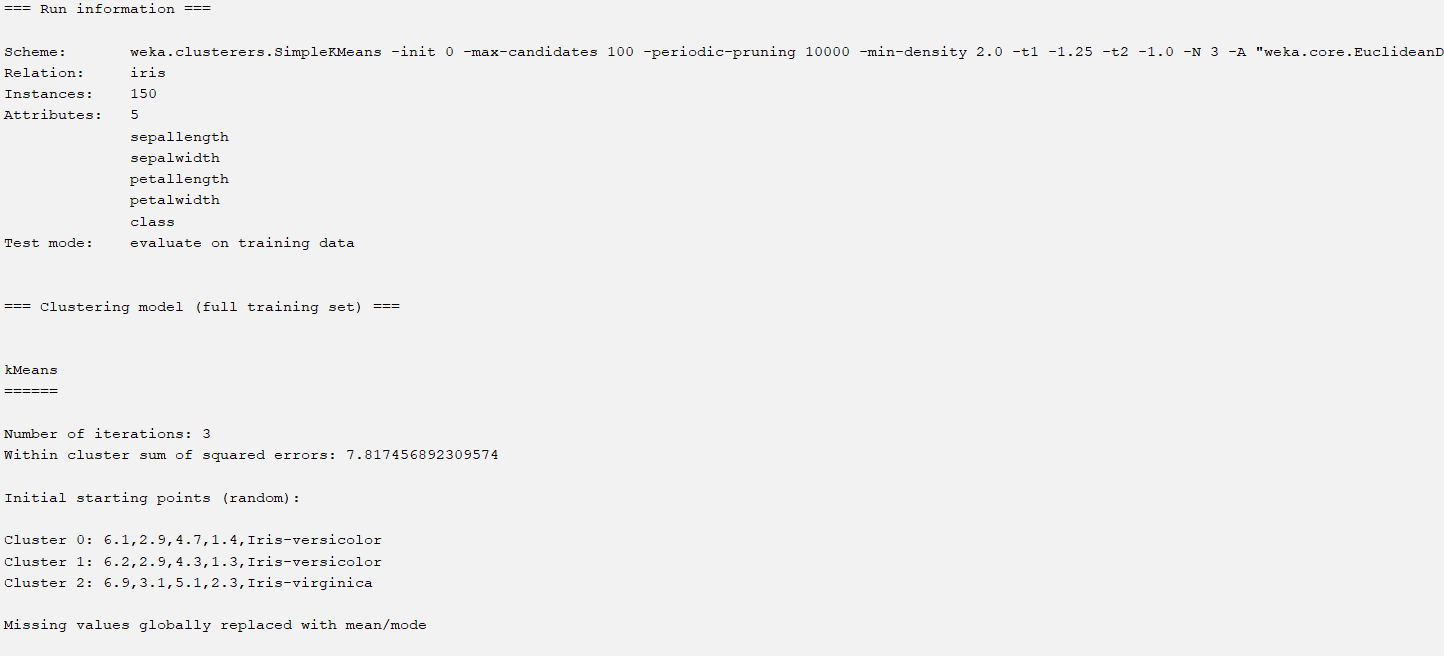 === Run information ===
Scheme: weka.clusterers.SimpleKMeans -init 0 -max-candidates 100 -periodic-pruning 10000 -min-density 2.0 -t1 -1.25 -t2 -1.0 -N 3 -A "weka.core.EuclideanD
Relation: iris
Instances: 150
Attributes: 5
sepallength
sepalwidth
petallength
petalwidth
class
Test mode: evaluate on training data
=== Clustering model (full training set) ===
kMeans
======
Number of iterations: 3
Within cluster sum of squared errors: 7.817456892309574
Initial starting points (random):
Cluster 0: 6.1,2.9,4.7,1.4,Iris-versicolor
Cluster 1: 6.2,2.9,4.3,1.3,Iris-versicolor
Cluster 2: 6.9,3.1,5.1,2.3,Iris-virginica
Missing values globally replaced with mean/mode